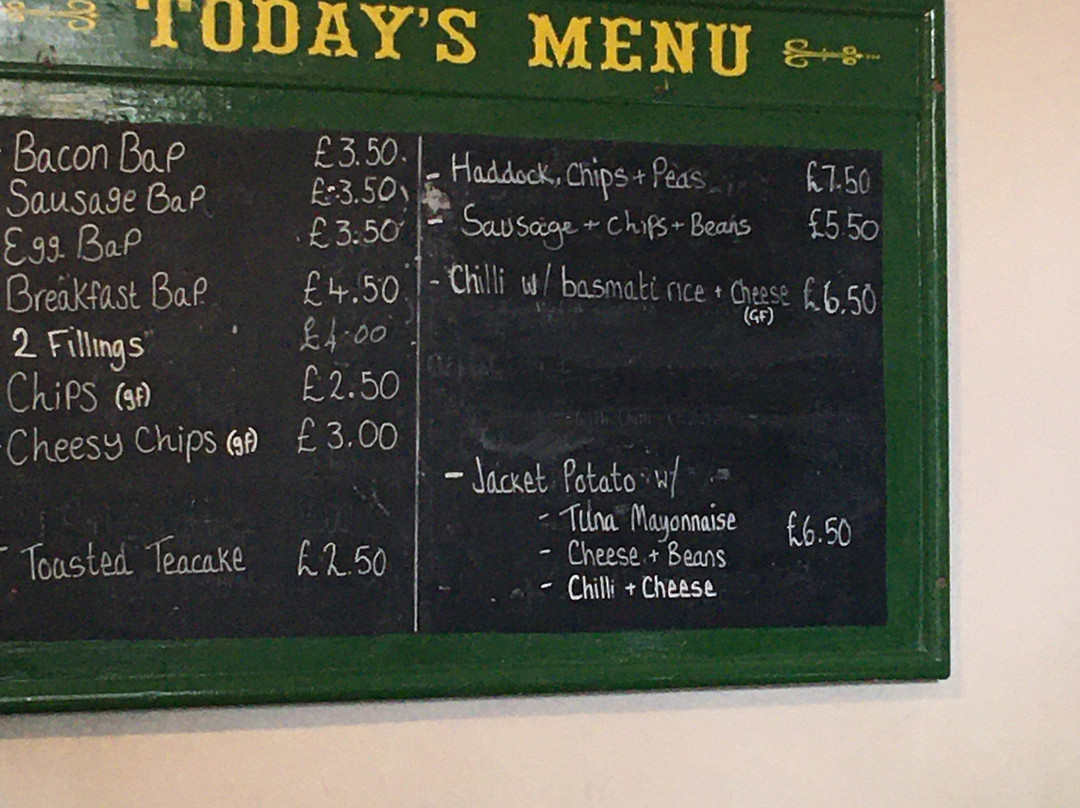 TODAY'S MENU
Bacon Bap £3.50
Sausage Bap £3.50
Egg Bap £3.50
Breakfast Bap £4.50
2 Fillings £4.00
Chips (gf) £2.50
Cheesy Chips (gf) £3.00
- Toasted Teacake £2.50
- Haddock, Chips + Peas £7.50
- Sausage + Chips + Beans £5.50
- Chilli w/ basmati rice + Cheese £6.50
(GF)
- Jacket Potato w/
- Tuna Mayonnaise £6.50
- Cheese + Beans
- Chilli + Cheese